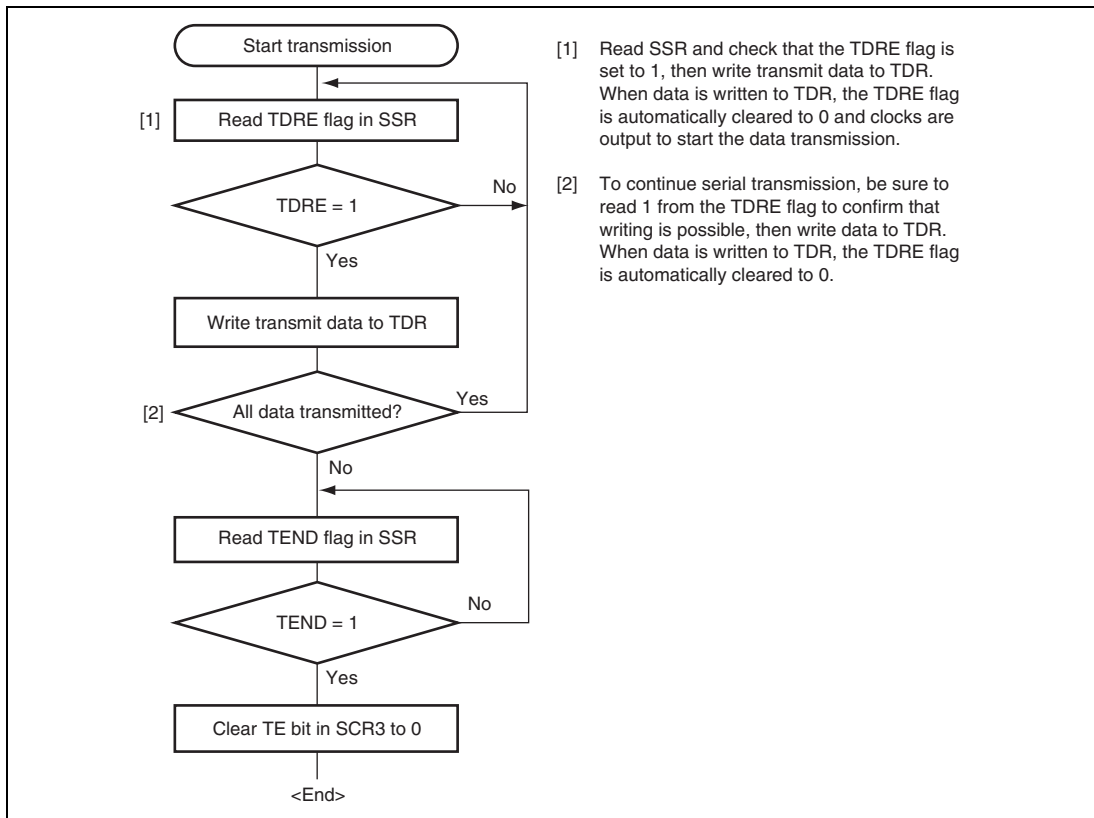 Start transmission
[1] Read TDRE flag in SSR
TDRE = 1
No
Yes
Write transmit data to TDR
[2] All data transmitted?
Yes
No
Read TEND flag in SSR
TEND = 1
No
Yes
Clear TE bit in SCR3 to 0
<End>
[1] Read SSR and check that the TDRE flag is
set to 1, then write transmit data to TDR.
When data is written to TDR, the TDRE flag
is automatically cleared to 0 and clocks are
output to start the data transmission.
[2] To continue serial transmission, be sure to
read 1 from the TDRE flag to confirm that
writing is possible, then write data to TDR.
When data is written to TDR, the TDRE flag
is automatically cleared to 0.